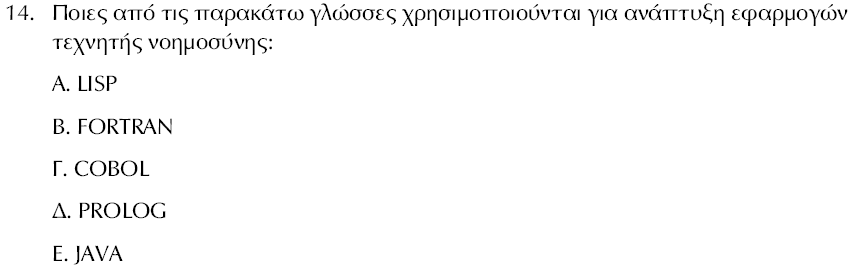 14. Ποιες από τις παρακάτω γλώσσες χρησιμοποιούνται για ανάπτυξη εφαρμογών
τεχνητής νοημοσύνης:
Α. LISP
Β. FORTRAN
Γ. COBOL
Δ. PROLOG
Ε. JAVA